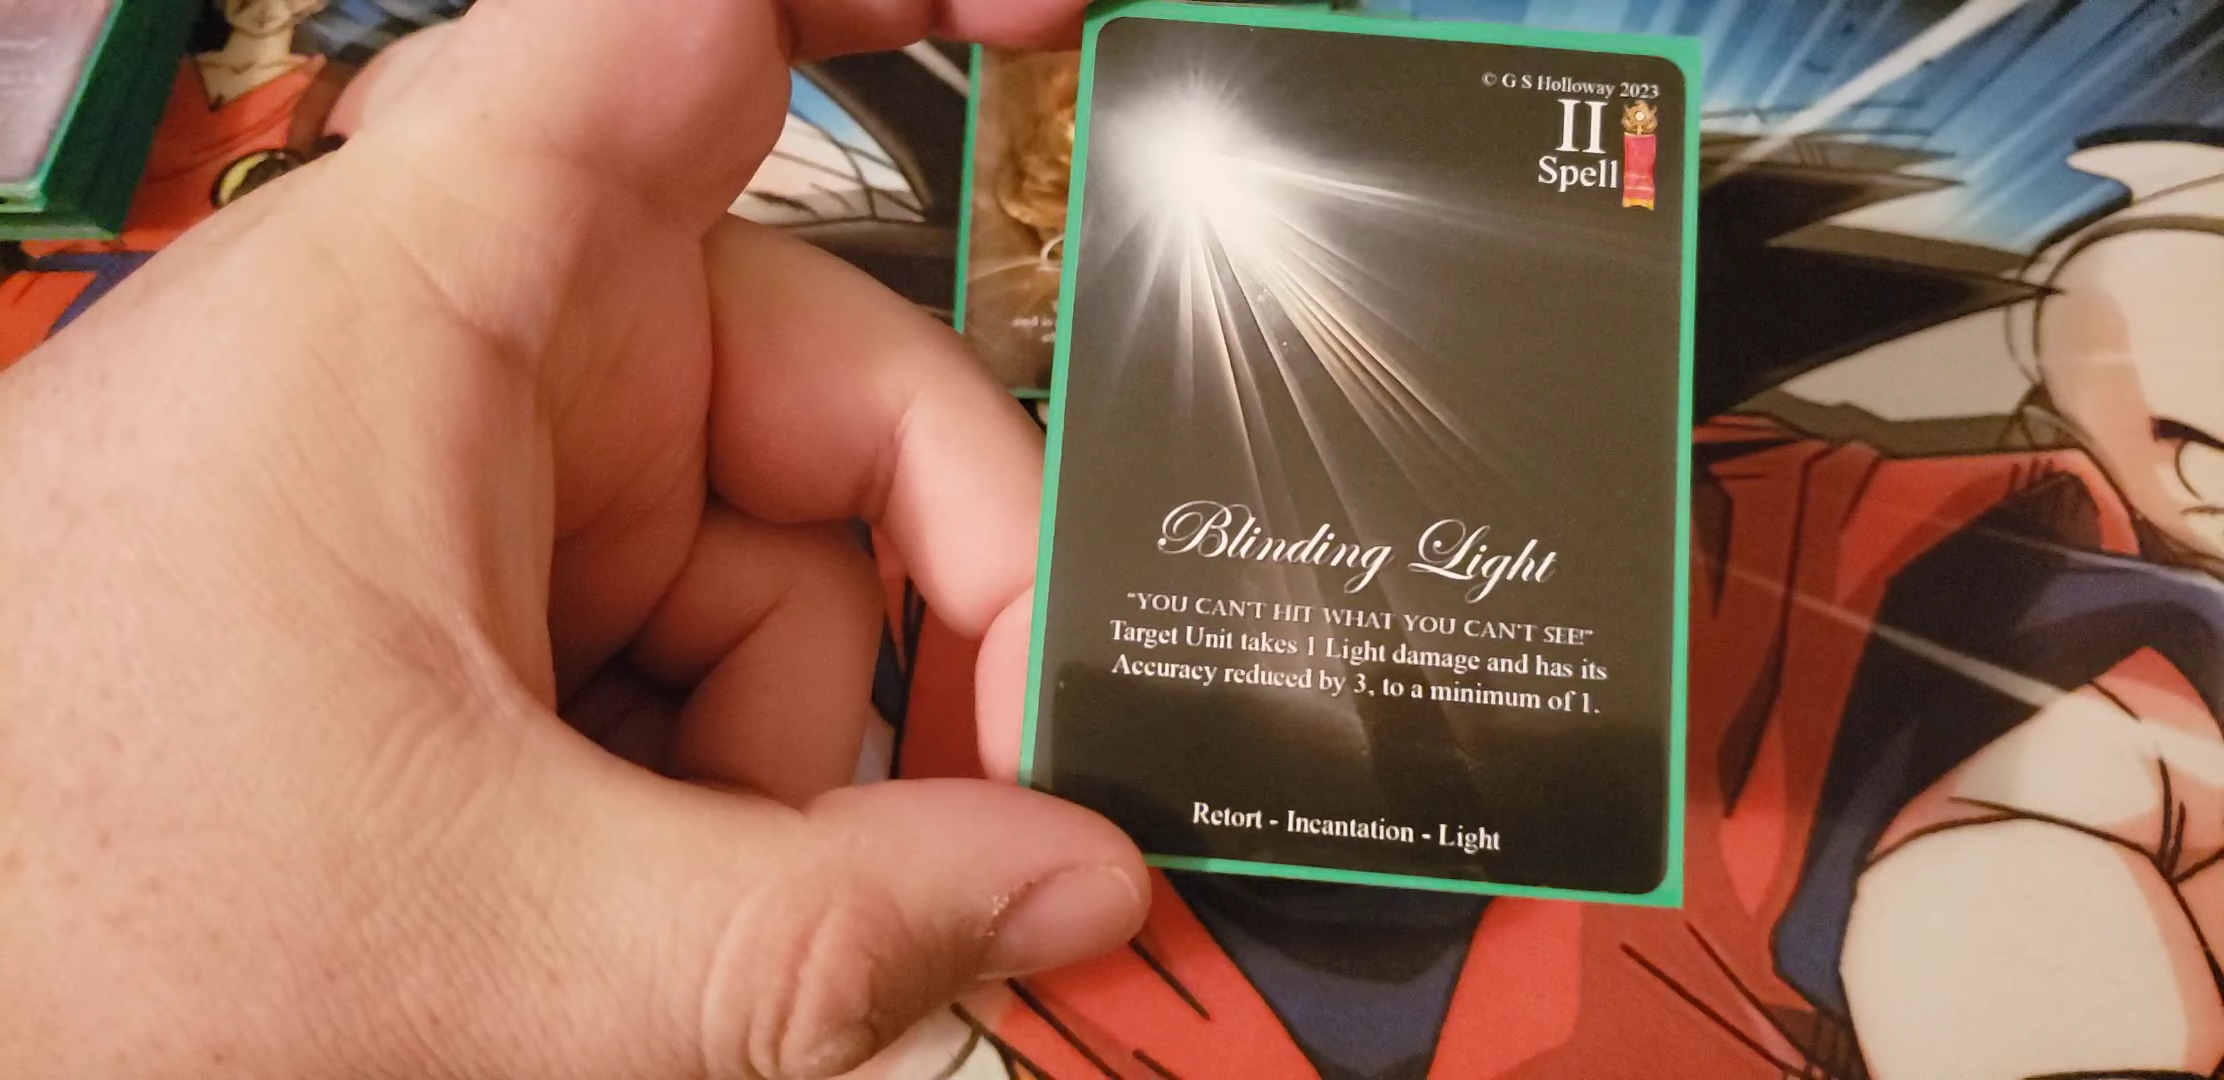 © G S Holloway 2023
II
Spell
Blinding Light
"YOU CAN'T HIT WHAT YOU CAN'T SEE!"
Target Unit takes 1 Light damage and has its
Accuracy reduced by 3, to a minimum of 1.
Retort - Incantation - Light